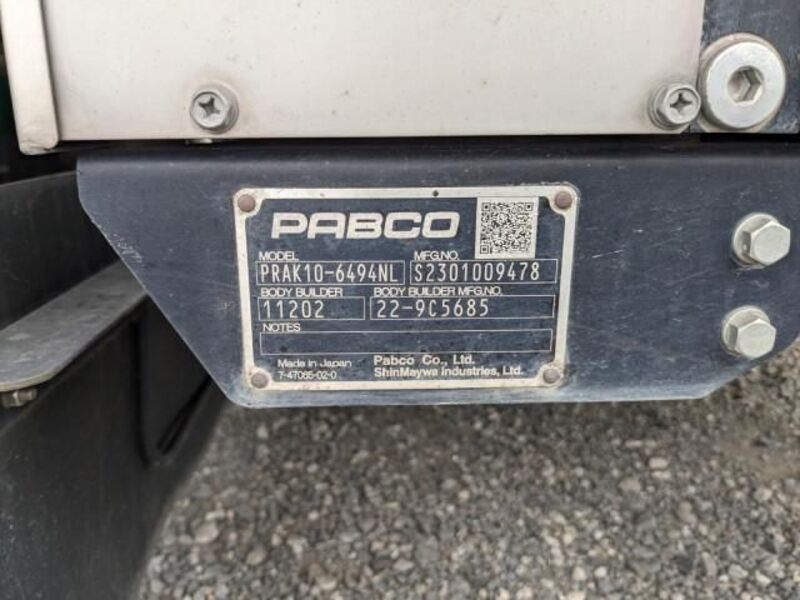 PABCO
MODEL MFG.NO.
PRAK10-6494NL S2301009478
BODY BUILDER BODY BUILDER MFG.NO.
11202 22-9C5685
NOTES
Made in Japan Pabco Co., Ltd.
7-47085-02-0 ShinMaywa Industries, Ltd.